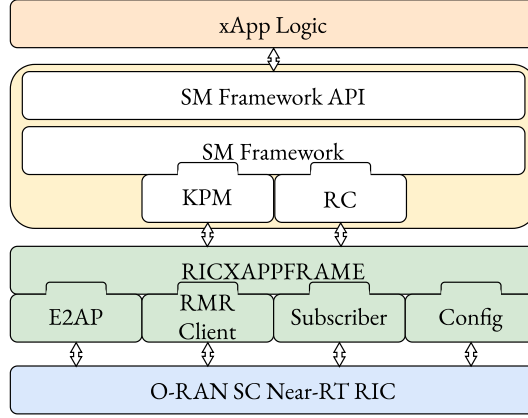 xApp Logic
SM Framework API
SM Framework
KPM
RC
RICXAPPFRAME
E2AP
RMR
Client
Subscriber
Config
O-RAN SC Near-RT RIC